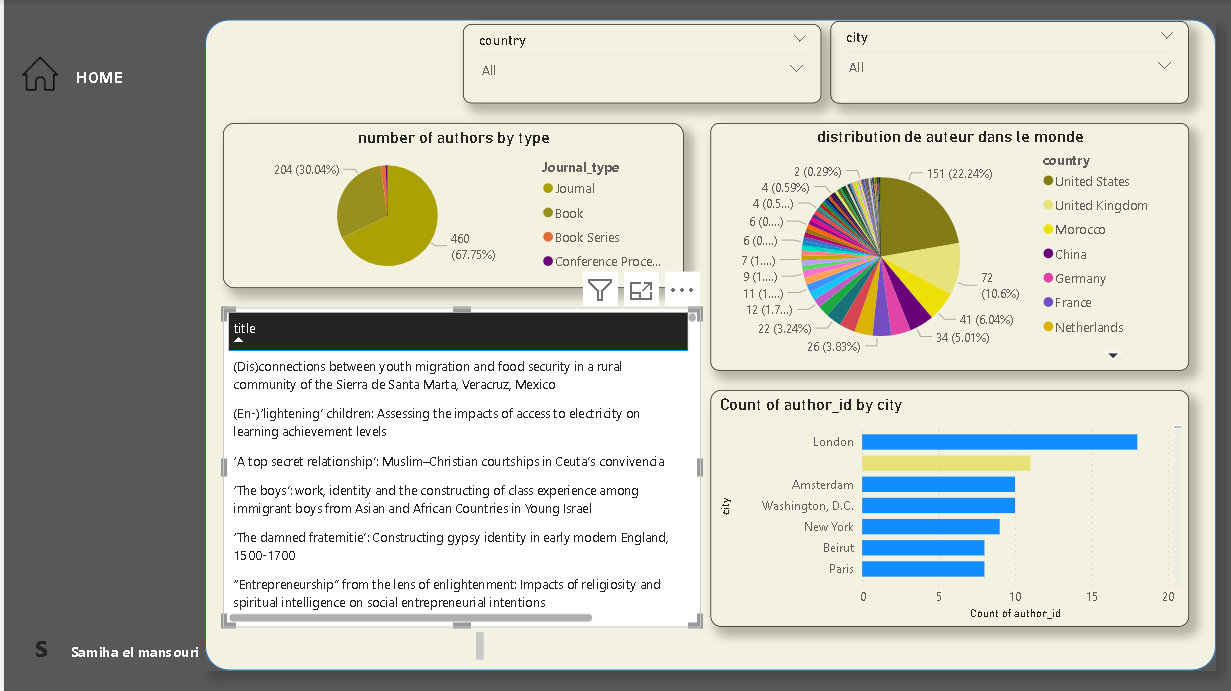 HOME
country
All
city
All
number of authors by type
204 (30.04%)
460
(67.75%)
Journal_type
Journal
Book
Book Series
Conference Proce...
distribution de auteur dans le monde
2 (0.29%)
4 (0.59%)
4 (0.5...)
6 (0....)
6 (0....)
7 (1....)
9 (1....)
11 (1....)
12 (1.7...)
22 (3.24%)
26 (3.83%)
34 (5.01%)
41 (6.04%)
72
(10.6%)
151 (22.24%)
country
United States
United Kingdom
Morocco
China
Germany
France
Netherlands
title
(Dis)connections between youth migration and food security in a rural
community of the Sierra de Santa Marta, Veracruz, Mexico
(En-)'lightening' children: Assessing the impacts of access to electricity on
learning achievement levels
'A top secret relationship': Muslim–Christian courtships in Ceuta's convivencia
'The boys': work, identity and the constructing of class experience among
immigrant boys from Asian and African Countries in Young Israel
'The damned fraternitie': Constructing gypsy identity in early modern England,
1500-1700
"Entrepreneurship" from the lens of enlightenment: Impacts of religiosity and
spiritual intelligence on social entrepreneurial intentions
Count of author_id by city
city
London
Amsterdam
Washington, D.C.
New York
Beirut
Paris
0 5 10 15 20
Count of author_id
S Samiha el mansouri